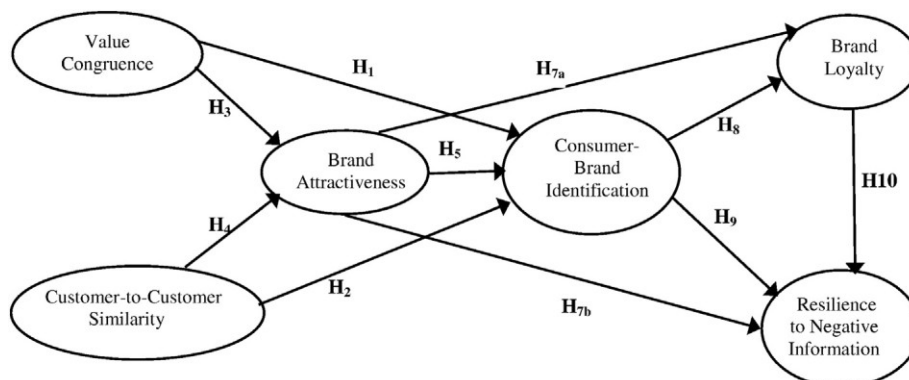 Value
Congruence
H1
H7a
Brand
Loyalty
H3
H8
Brand
Attractiveness
H5
Consumer-
Brand
Identification
H10
H4
H9
Customer-to-Customer
Similarity
H2
H7b
Resilience
to Negative
Information